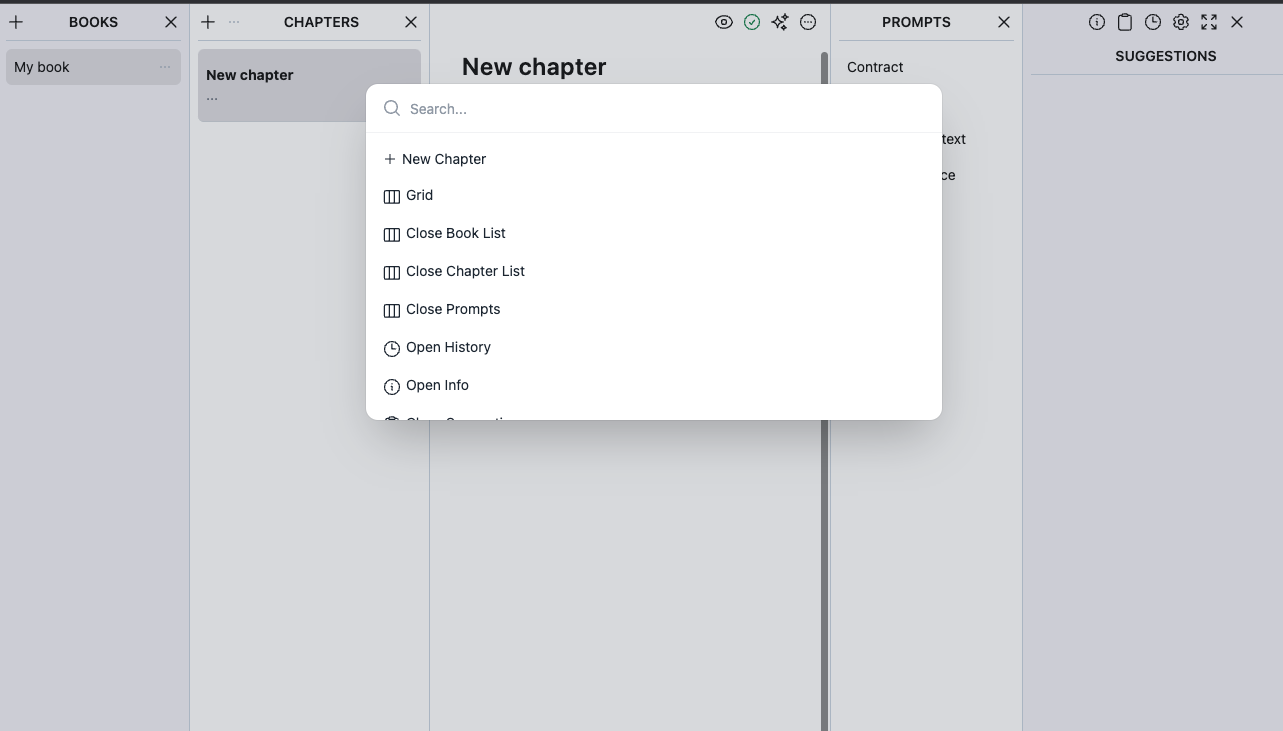 BOOKS
My book
...
CHAPTERS
...
New chapter
...
New chapter
Search...
New Chapter
Grid
Close Book List
Close Chapter List
Close Prompts
Open History
Open Info
PROMPTS
Contract
text
ce
SUGGESTIONS